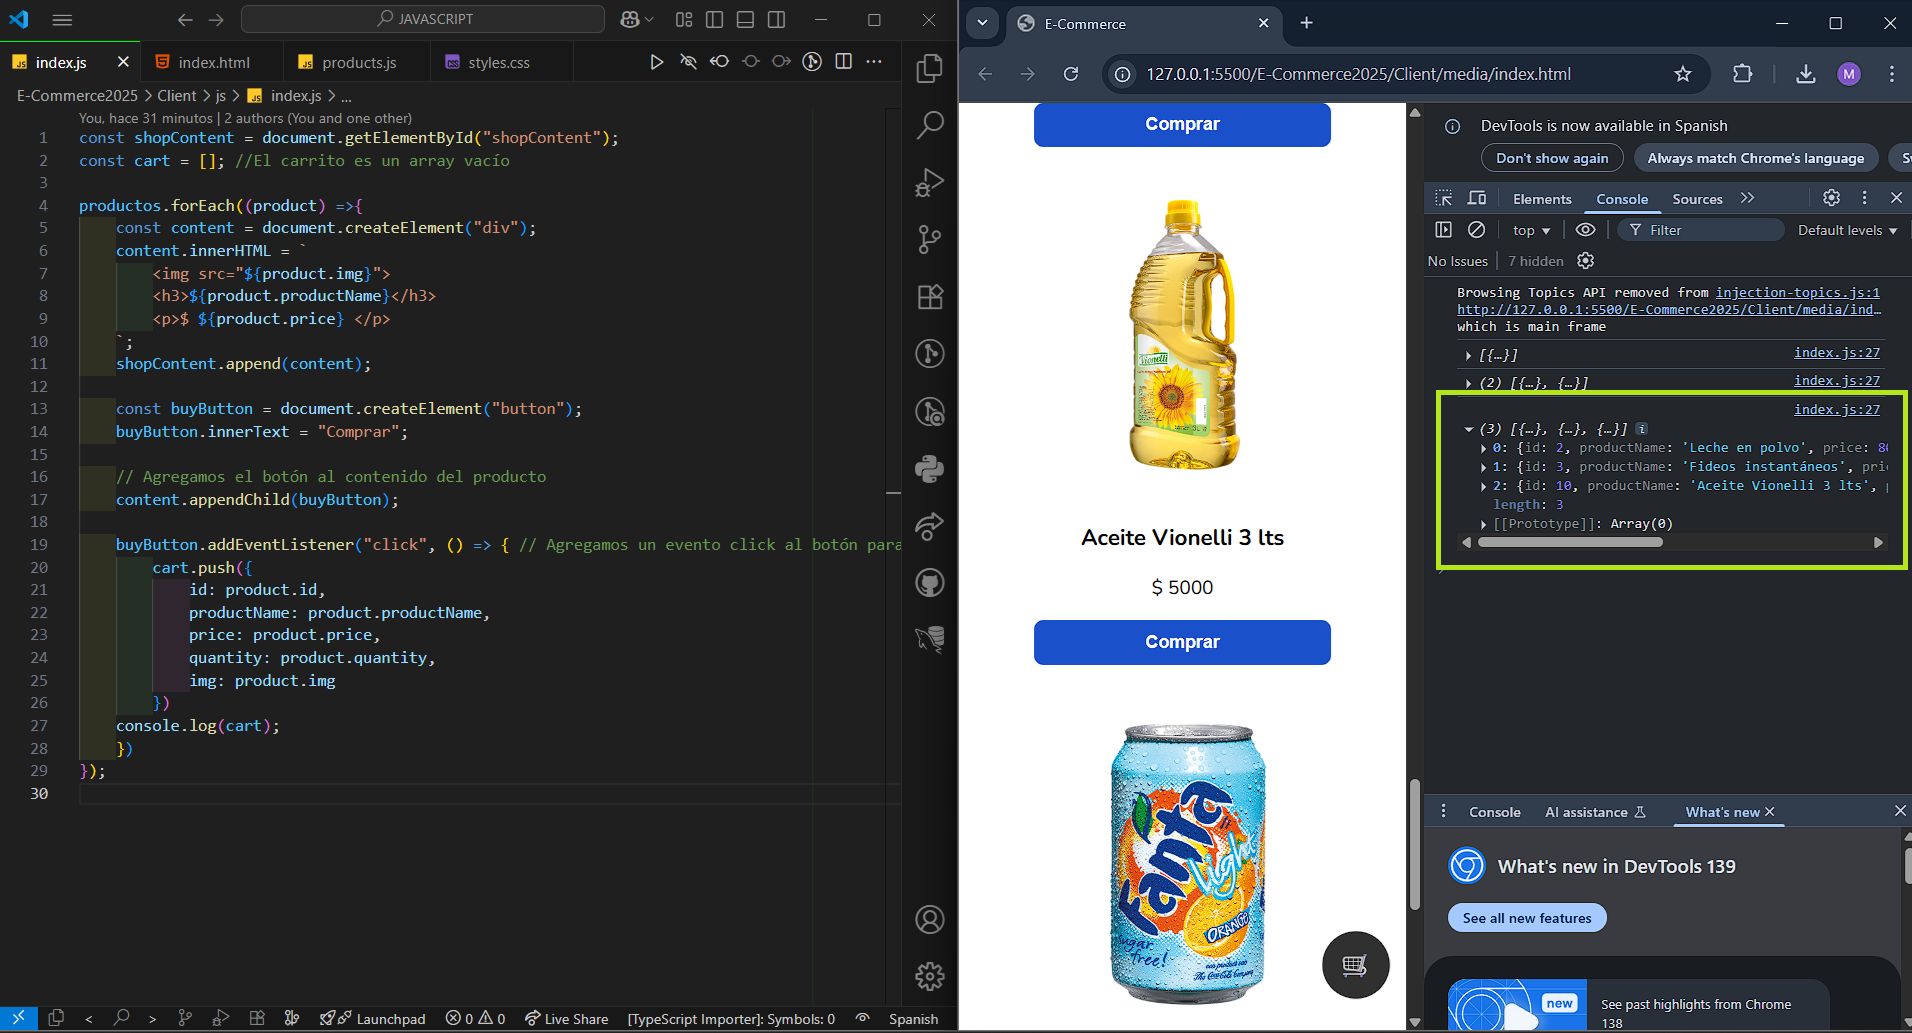 JAVASCRIPT
index.js
index.html
products.js
styles.css
E-Commerce2025 > Client > js > index.js > ...
You, hace 31 minutos | 2 authors (You and one other)
1 const shopContent = document.getElementById("shopContent");
2 const cart = []; //El carrito es un array vacío
3
4 productos.forEach((product) =>{
5 const content = document.createElement("div");
6 content.innerHTML = `
7 <img src="${product.img}">
8 <h3>${product.productName}</h3>
9 <p>$ ${product.price} </p>
10 `;
11 shopContent.append(content);
12
13 const buyButton = document.createElement("button");
14 buyButton.innerText = "Comprar";
15
16 // Agregamos el botón al contenido del producto
17 content.appendChild(buyButton);
18
19 buyButton.addEventListener("click", () => { // Agregamos un evento click al botón para
20 cart.push({
21 id: product.id,
22 productName: product.productName,
23 price: product.price,
24 quantity: product.quantity,
25 img: product.img
26 })
27 console.log(cart);
28 })
29 });
30
Launchpad
0
0
Live Share
[TypeScript Importer]: Symbols: 0
Spanish
E-Commerce
127.0.0.1:5500/E-Commerce2025/Client/media/index.html
M
Comprar
Vionelli
Aceite Vionelli 3 lts
$ 5000
Comprar
Fanta
Light
ORANGE
Sugar
free!
The Coca-Cola Company
DevTools is now available in Spanish
Don't show again
Always match Chrome's language
Sw
Elements
Console
Sources
top
Filter
Default levels
No Issues
7 hidden
Browsing Topics API removed from injection-topics.js:1
http://127.0.0.1:5500/E-Commerce2025/Client/media/ind…
which is main frame
[{…}] index.js:27
(2) [{…}, {…}] index.js:27
index.js:27
(3) [{…}, {…}, {…}] i
0: {id: 2, productName: 'Leche en polvo', price: 80
1: {id: 3, productName: 'Fideos instantáneos', pric
2: {id: 10, productName: 'Aceite Vionelli 3 lts', p
length: 3
[[Prototype]]: Array(0)
Console
AI assistance
What's new
What's new in DevTools 139
See all new features
new
See past highlights from Chrome
138